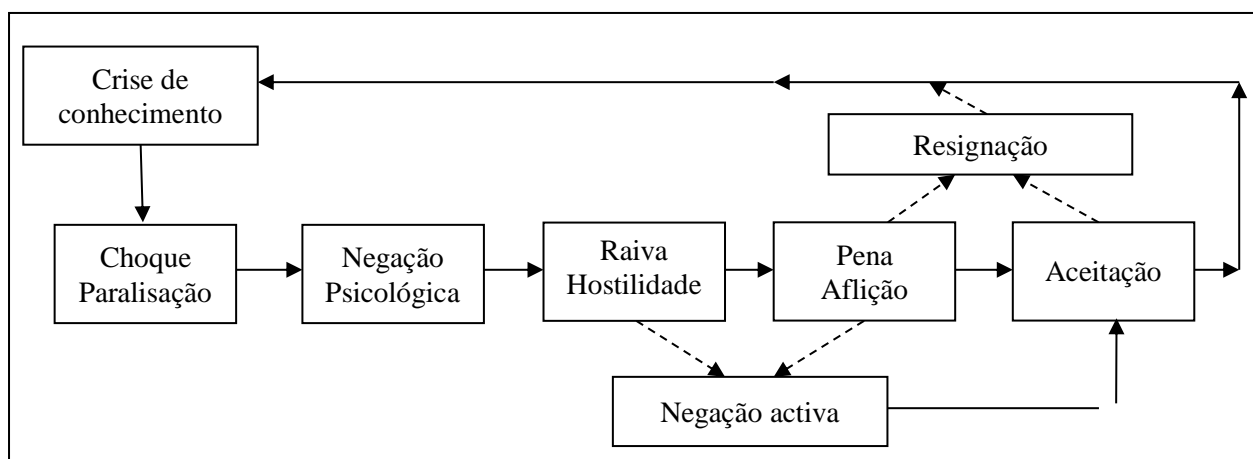 Crise de
conhecimento
Resignação
Choque
Paralisação
Negação
Psicológica
Raiva
Hostilidade
Pena
Aflição
Aceitação
Negação activa